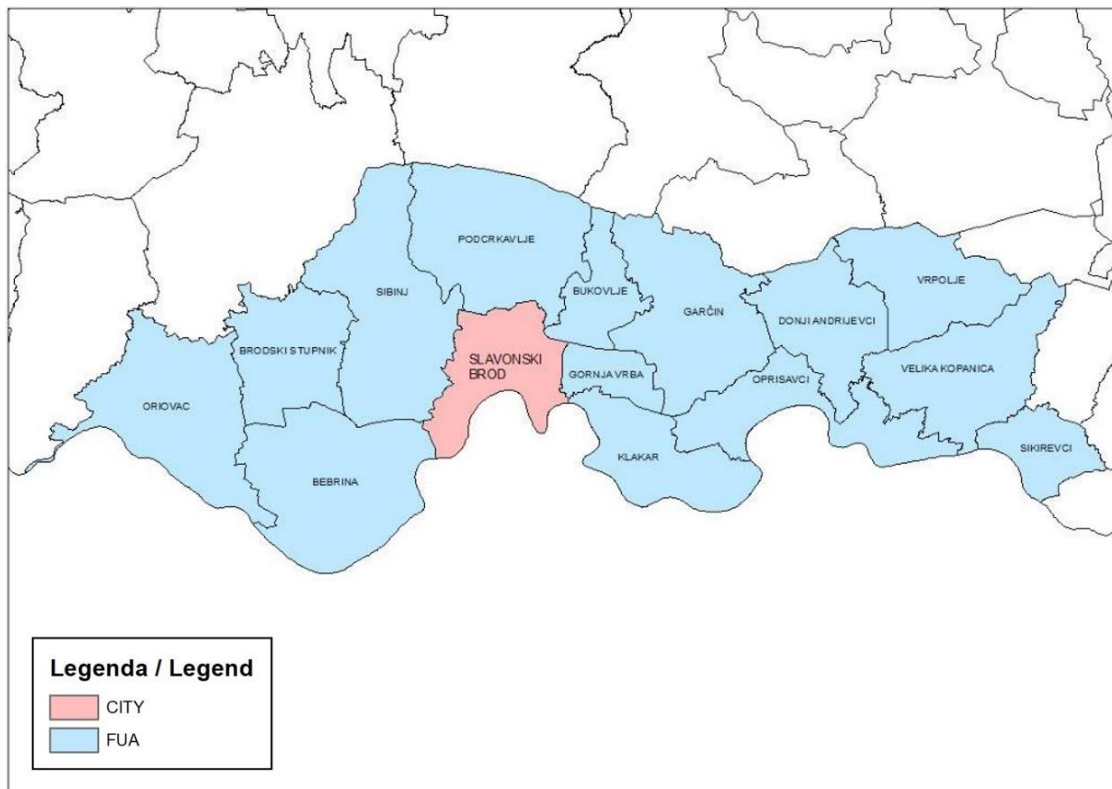 PODCRKAVLJE
VRPOLJE
SIBINJ
BUKOVLJE
GARČIN
DONJI ANDRIJEVCI
BRODSKI STUPNIK
SLAVONSKI
BROD
GORNJA VRBA
OPRISAVCI
VELIKA KOPANICA
ORIOVAC
KLAKAR
SIKIREVCI
BEBRINA
Legenda / Legend
CITY
FUA